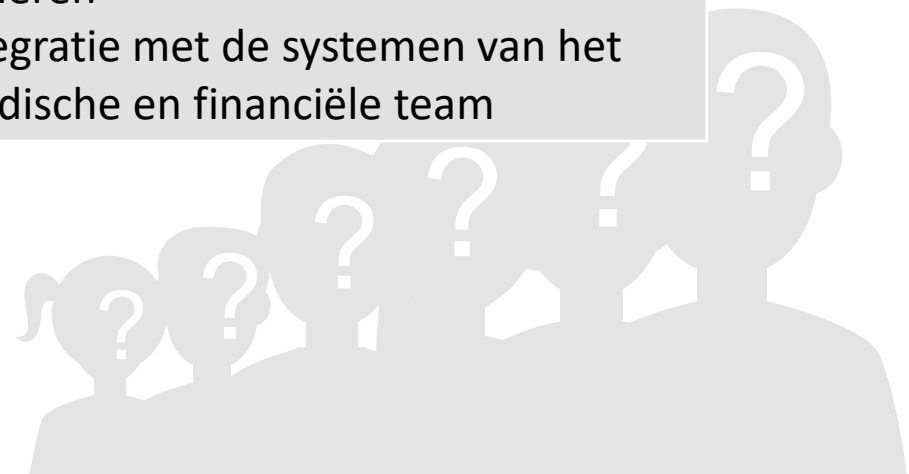 egratie met de systemen van het
dische en financiële team
? ? ? ? ? ?